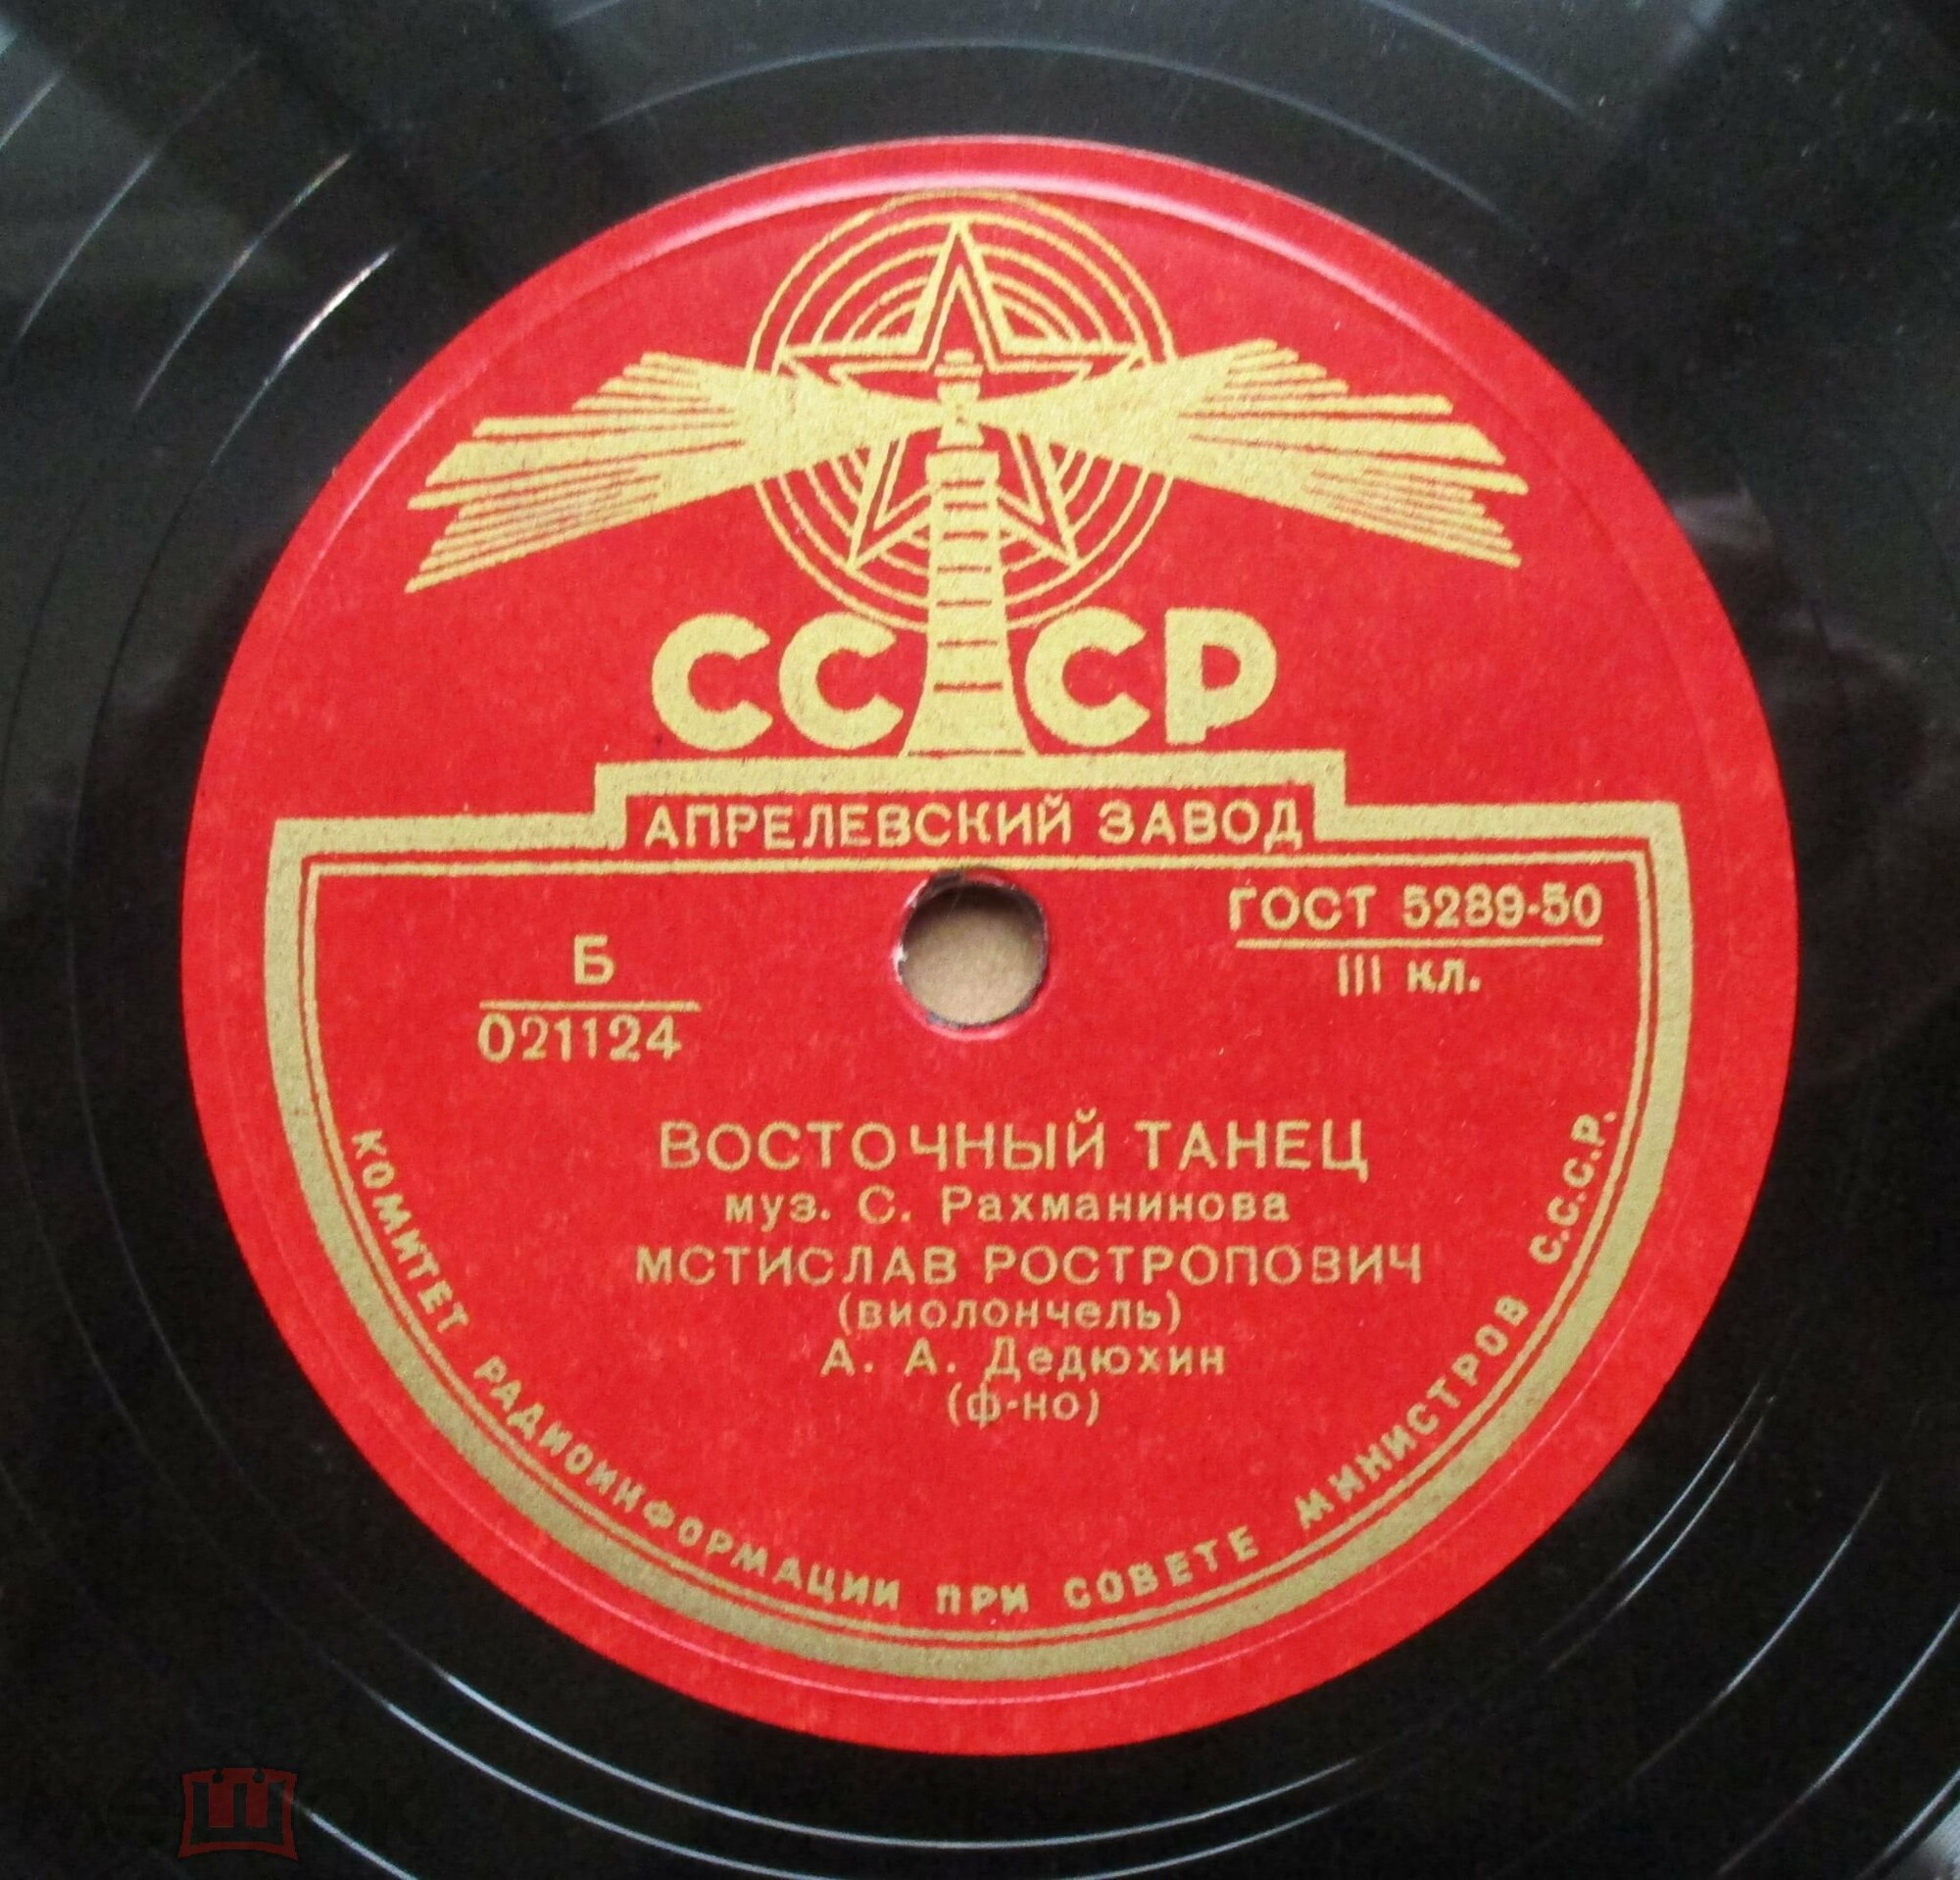 СССР
АПРЕЛЕВСКИЙ ЗАВОД
ГОСТ 5289-50
III кл.
Б
021124
ВОСТОЧНЫЙ ТАНЕЦ
муз. С. Рахманинова
МСТИСЛАВ РОСТРОПОВИЧ
(виолончель)
А. А. Дедюхин
(ф-но)
КОМИТЕТ РАДИОИНФОРМАЦИИ ПРИ СОВЕТЕ МИНИСТРОВ С.С.С.Р.